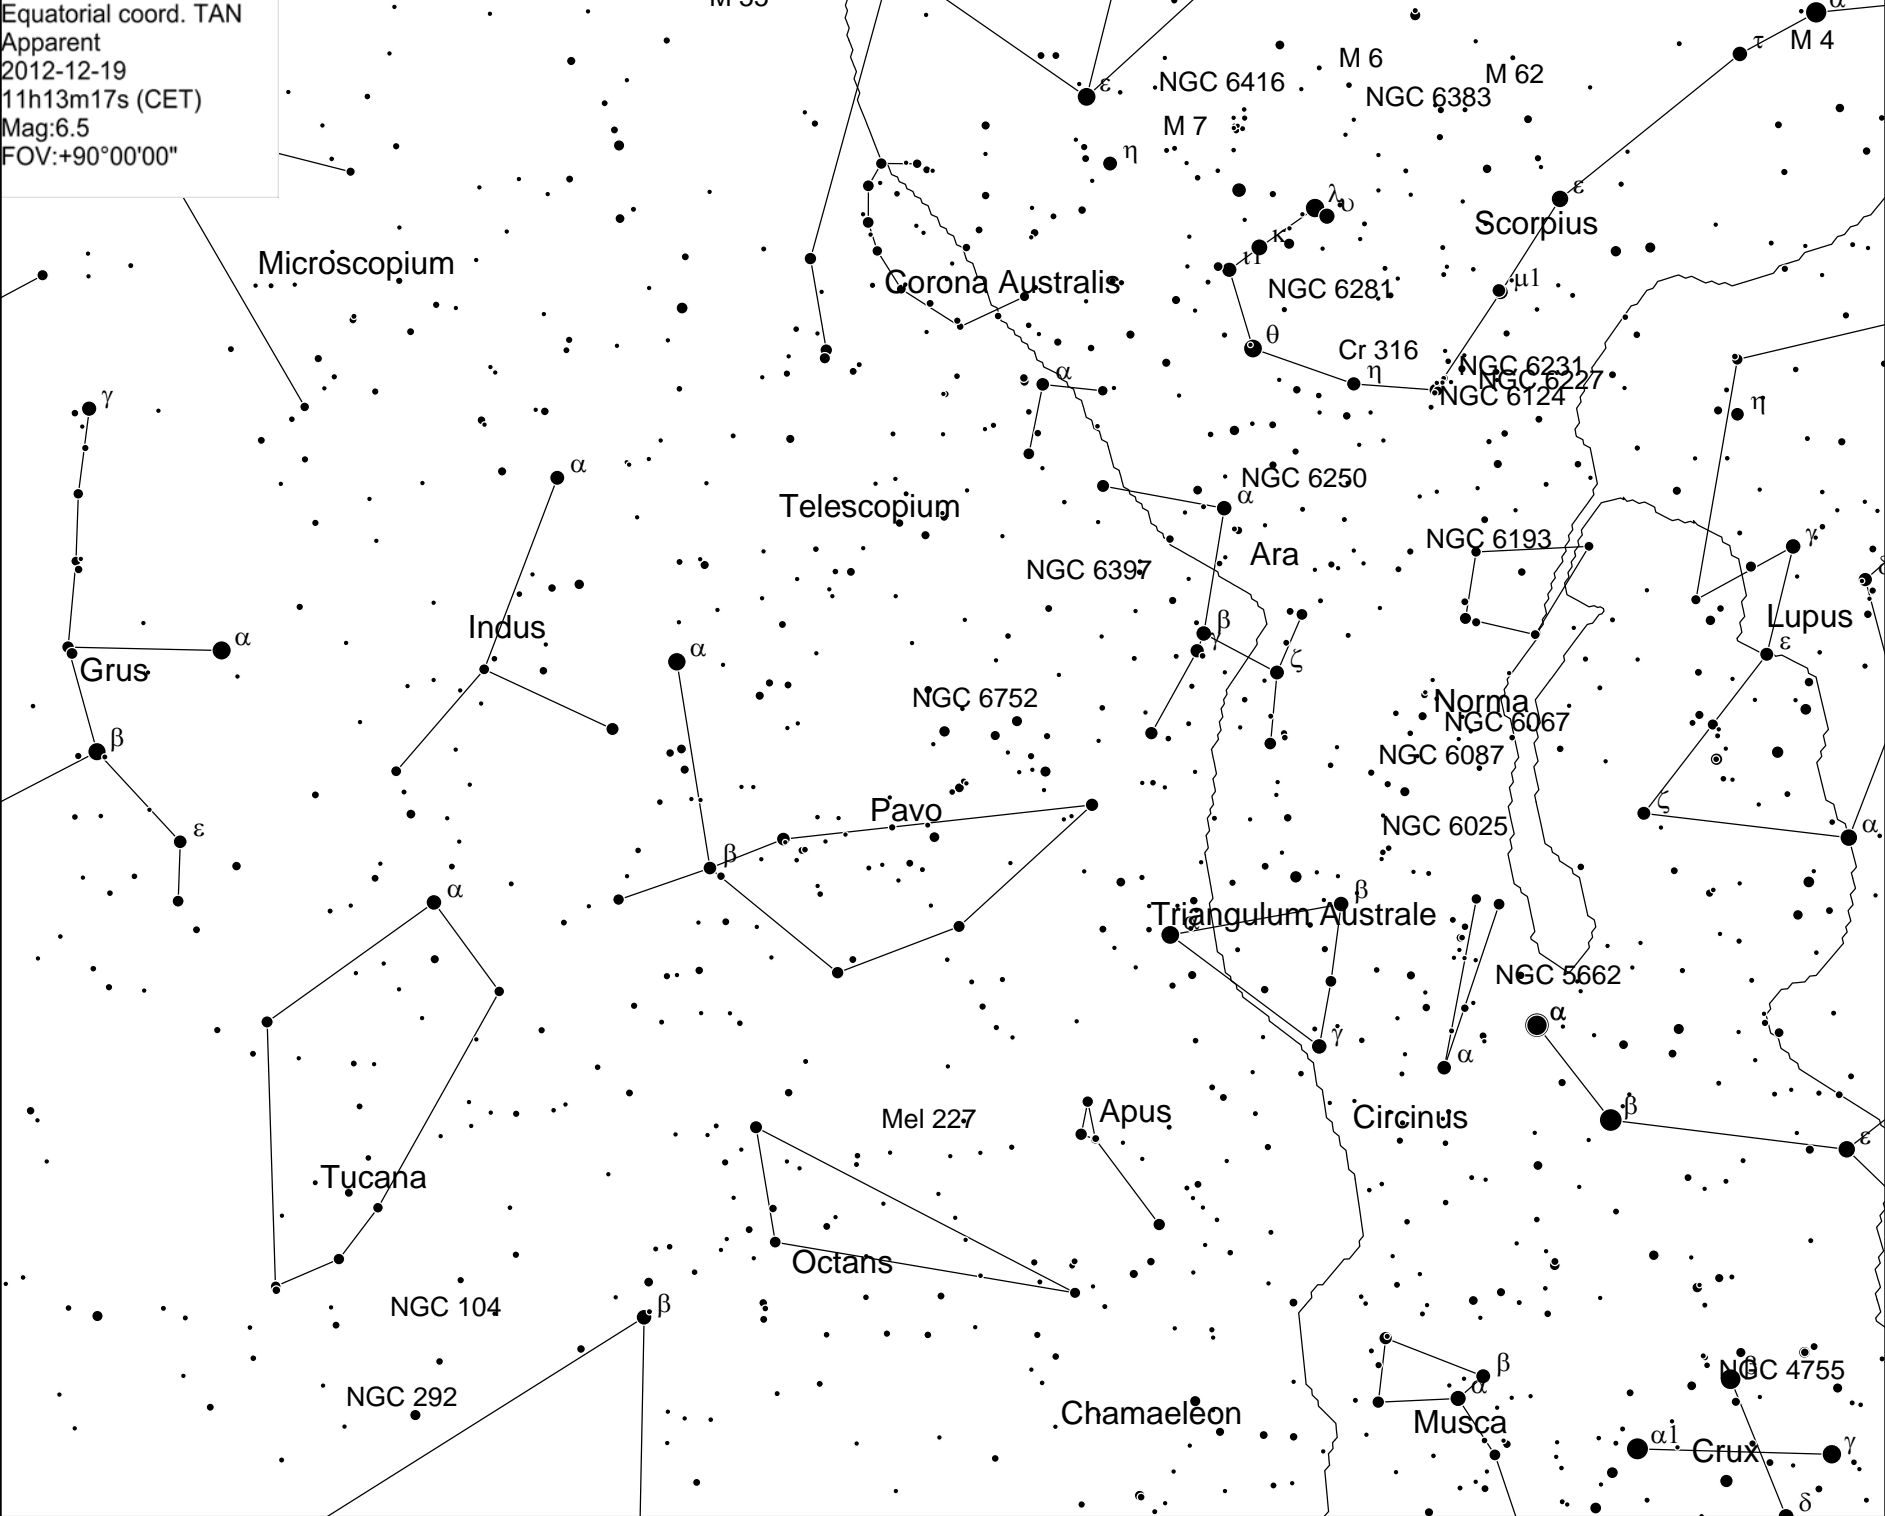 Equatorial coord. TAN
Apparent
2012-12-19
11h13m17s (CET)
Mag:6.5
FOV:+90°00'00"
α
τ
M 4
M 6
M 62
ε
NGC 6416
NGC 6383
M 7
η
ε
λ
υ
Scorpius
κ
ι1
Microscopium
Corona Australis
NGC 6281
μ1
θ
Cr 316
η
NGC 6231
NGC 6227
NGC 6124
α
γ
η
α
NGC 6250
α
Telescopium
NGC 6193
γ
Ara
NGC 6397
δ
Lupus
β
γ
Indus
α
α
ε
ζ
Grus
NGC 6752
Norma
NGC 6067
β
NGC 6087
Pavo
ζ
ε
NGC 6025
α
β
α
β
Triangulum Australe
α
NGC 5662
α
γ
α
β
Mel 227
Apus
Circinus
ε
Tucana
Octans
NGC 104
β
β
NGC 4755
β
α
NGC 292
Chamaeleon
Musca
α1
Crux
γ
δ